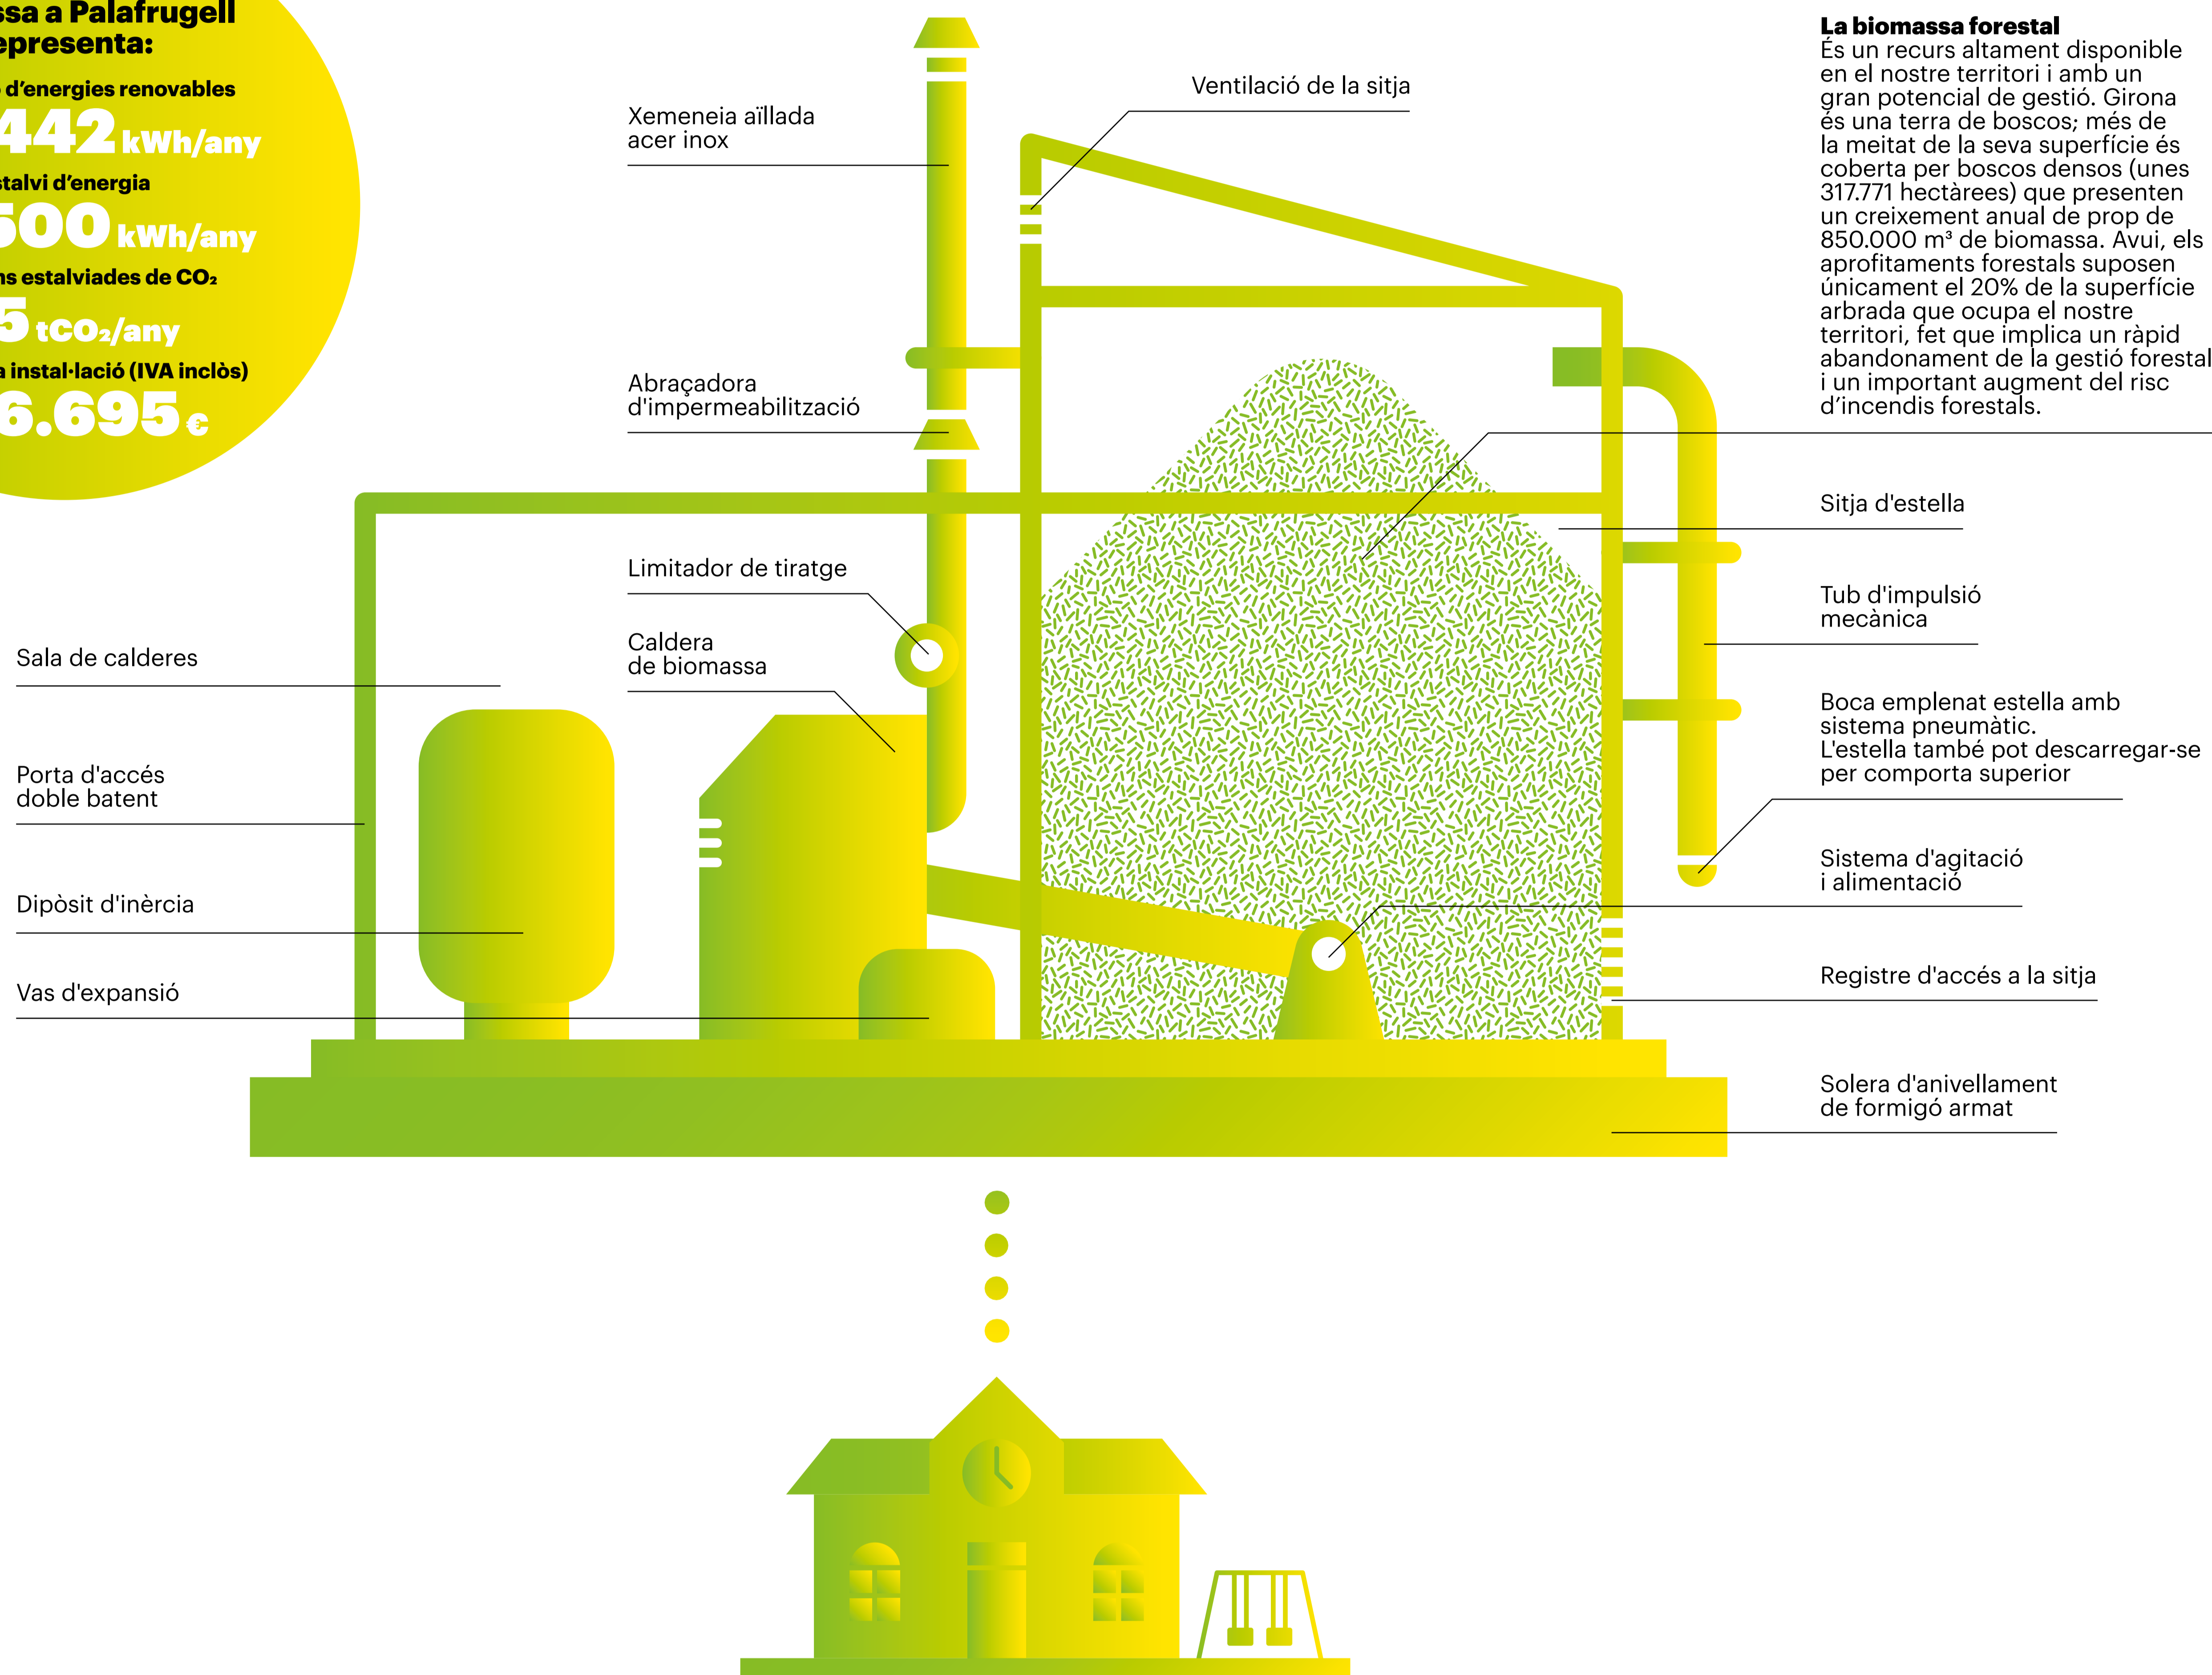 a Palafrugell
representa:
d'energies renovables
442 kWh/any
d'energia
500 kWh/any
estalviades de CO₂
5 tCO₂/any
instal·lació (IVA inclòs)
6.695 €
Xemeneia aïllada
acer inox
Ventilació de la sitja
Abraçadora
d'impermeabilització
Limitador de tiratge
Caldera
de biomassa
Sala de calderes
Porta d'accés
doble batent
Dipòsit d'inèrcia
Vas d'expansió
La biomassa forestal
És un recurs altament disponible
en el nostre territori i amb un
gran potencial de gestió. Girona
és una terra de boscos; més de
la meitat de la seva superfície és
coberta per boscos densos (unes
317.771 hectàrees) que presenten
un creixement anual de prop de
850.000 m³ de biomassa. Avui, els
aprofitaments forestals suposen
únicament el 20% de la superfície
arbrada que ocupa el nostre
territori, fet que implica un ràpid
abandonament de la gestió forestal
i un important augment del risc
d'incendis forestals.
Sitja d'estella
Tub d'impulsió
mecànica
Boca emplenat estella amb
sistema pneumàtic.
L'estella també pot descarregar-se
per comporta superior
Sistema d'agitació
i alimentació
Registre d'accés a la sitja
Solera d'anivellament
de formigó armat